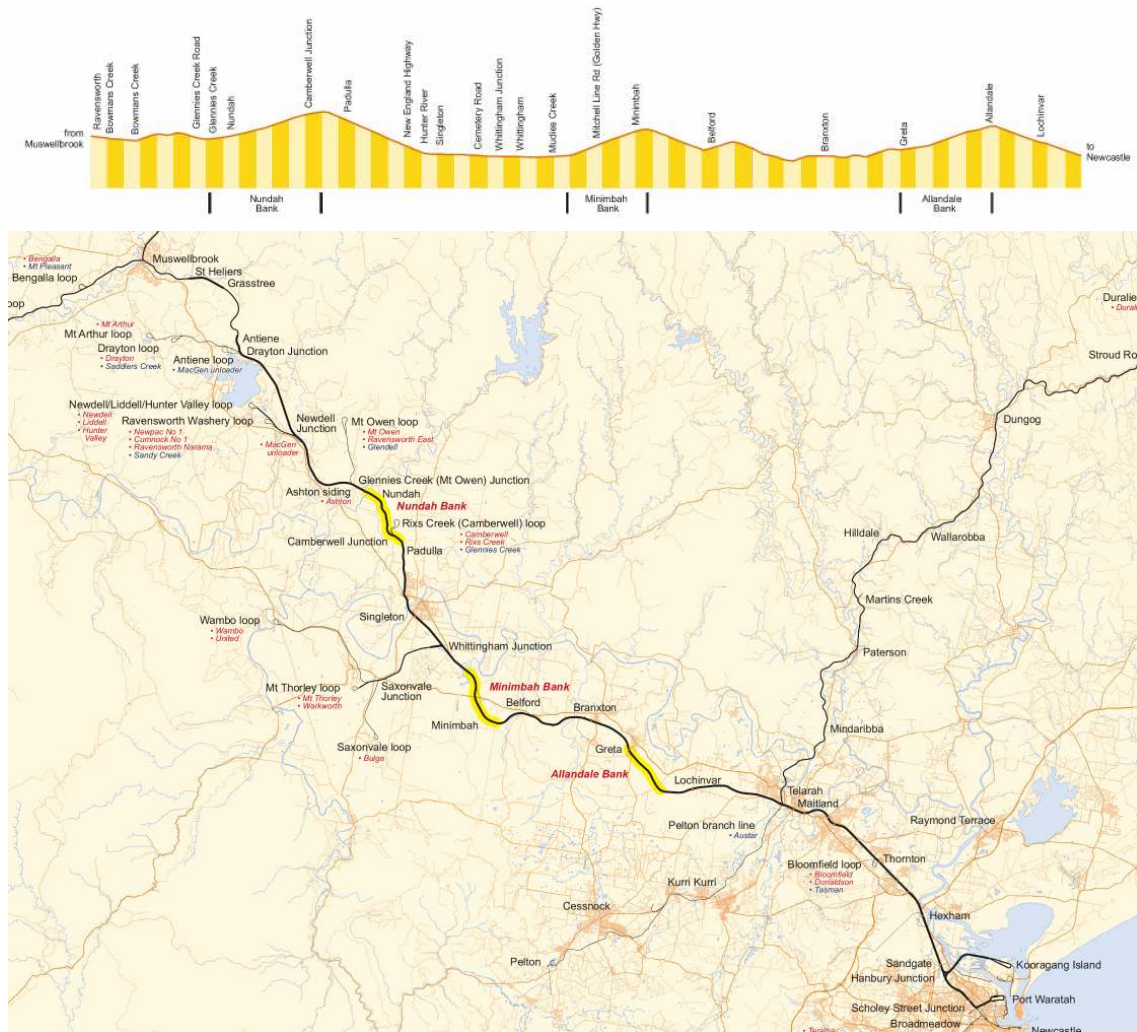 Ravensworth
Bowmans Creek
Bowmans Creek
Glennies Creek Road
Glennies Creek
Nundah
Camberwell Junction
Padulla
New England Highway
Hunter River
Singleton
Cemetery Road
Whittingham Junction
Whittingham
Mudies Creek
Mitchell Line Rd (Golden Hwy)
Minimbah
Belford
Branxton
Greta
Allandale
Lochinvar
from
Muswellbrook
to
Newcastle
Nundah
Bank
Minimbah
Bank
Allandale
Bank
• Bengalla
• Mt Pleasant
Bengalla loop
oop
Muswellbrook
St Heliers
Grasstree
• Mt Arthur
Mt Arthur loop
Drayton loop
• Drayton
• Saddlers Creek
Antiene
Drayton Junction
Antiene loop
• MacGen unloader
Newdell/Liddell/Hunter Valley loop
• Newdell
• Liddell
• Hunter
Valley
Ravensworth Washery loop
• Newpac No 1
• Cumnock No 1
• Ravensworth Narama
• Sandy Creek
Newdell
Junction
• MacGen
unloader
Mt Owen loop
• Mt Owen
• Ravensworth East
• Glendell
Glennies Creek (Mt Owen) Junction
Ashton siding
• Ashton
Nundah
Nundah Bank
Rixs Creek (Camberwell) loop
• Camberwell
• Rixs Creek
• Glennies Creek
Camberwell Junction
Padulla
Duralie
• Durali
Stroud Ro
Dungog
Hilldale
Wallarobba
Martins Creek
Paterson
Mindaribba
Singleton
Wambo loop
• Wambo
• United
Whittingham Junction
Mt Thorley loop
• Mt Thorley
• Warkworth
Saxonvale
Junction
Saxonvale loop
• Bulga
Minimbah Bank
Minimbah
Belford
Branxton
Greta
Allandale Bank
Lochinvar
Telarah
Maitland
Pelton branch line
• Austar
Raymond Terrace
Bloomfield loop
• Bloomfield
• Donaldson
• Tasman
Thornton
Kurri Kurri
Cessnock
Pelton
Hexham
Sandgate
Hanbury Junction
Kooragang Island
Scholey Street Junction
Port Waratah
Broadmeadow
Newcastle